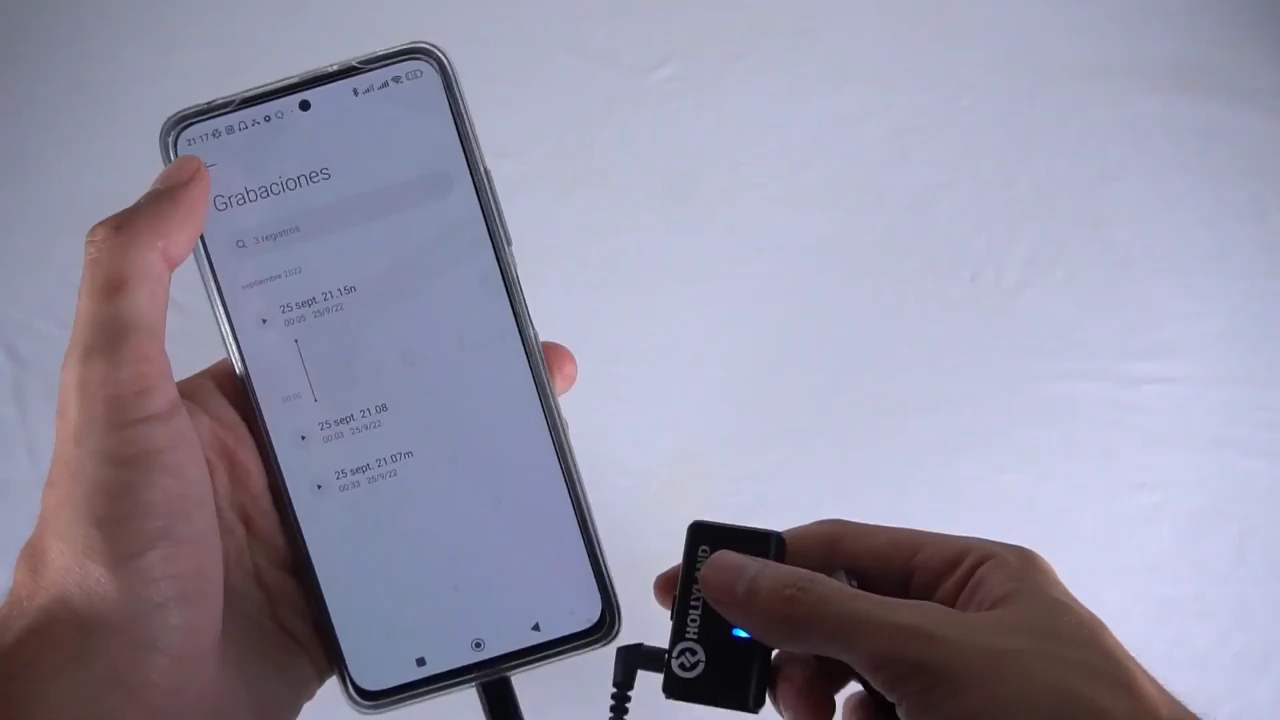 21:17
Grabaciones
3 registros
septiembre 2022
25 sept. 21.15n
00:05 25/9/22
00:00
25 sept. 21.08
00:03 25/9/22
25 sept. 21.07m
00:33 25/9/22
HOLLYLAND